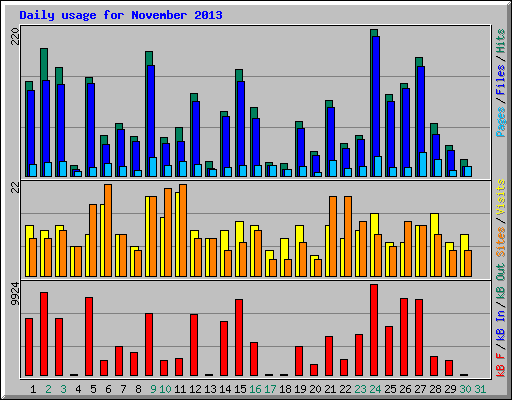 Daily usage for November 2013
220
Pages / Files / Hits
22
Sites / Visits
9924
kB F / kB In / kB Out
1 2 3 4 5 6 7 8 9 10 11 12 13 14 15 16 17 18 19 20 21 22 23 24 25 26 27 28 29 30 31